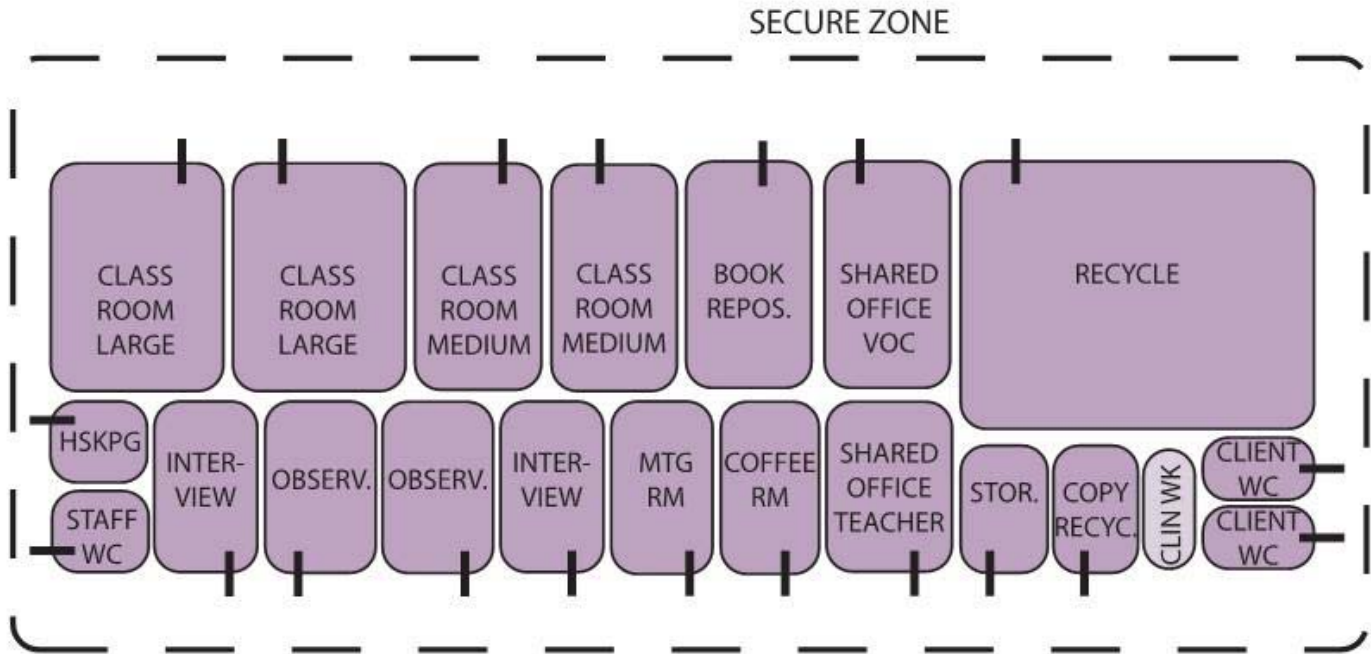 SECURE ZONE
CLASS
ROOM
LARGE
CLASS
ROOM
LARGE
CLASS
ROOM
MEDIUM
CLASS
ROOM
MEDIUM
BOOK
REPOS.
SHARED
OFFICE
VOC
RECYCLE
HSKPG
STAFF
WC
INTER-
VIEW
OBSERV.
OBSERV.
INTER-
VIEW
MTG
RM
COFFEE
RM
SHARED
OFFICE
TEACHER
STOR.
COPY
RECYC.
CLIN WK
CLIENT
WC
CLIENT
WC